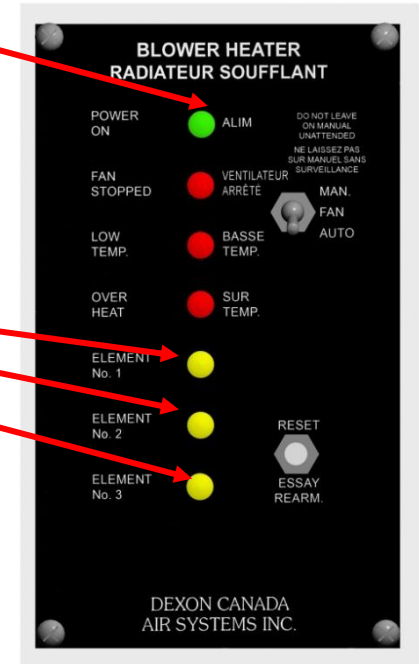 BLOWER HEATER
RADIATEUR SOUFFLANT
POWER
ON
ALIM
DO NOT LEAVE
ON MANUAL
UNATTENDED
NE LAISSEZ PAS
SUR MANUEL SANS
SURVEILLANCE
FAN
STOPPED
VENTILATEUR
ARRÉTÉ
MAN.
FAN
AUTO
LOW
TEMP.
BASSE
TEMP.
OVER
HEAT
SUR
TEMP.
ELEMENT
No. 1
ELEMENT
No. 2
RESET
ELEMENT
No. 3
ESSAY
REARM.
DEXON CANADA
AIR SYSTEMS INC.